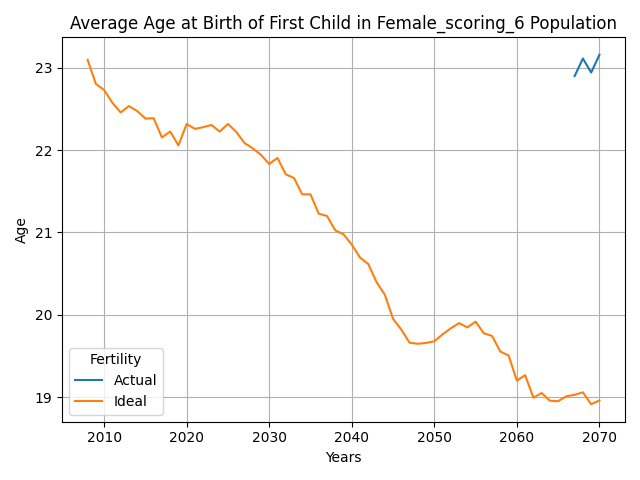 Average Age at Birth of First Child in Female_scoring_6 Population
23
22
21
20
19
Age
Fertility
Actual
Ideal
2010 2020 2030 2040 2050 2060 2070
Years